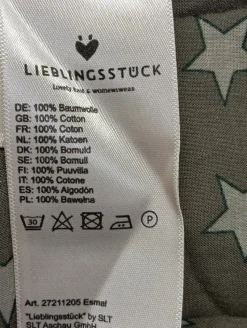 LIEBLINGSSTÜCK
Lovely knit & womenswear
DE: 100% Baumwolle
GB: 100% Cotton
FR: 100% Coton
NL: 100% Katoen
DK: 100% Bomuld
SE: 100% Bomull
FI: 100% Puuvilla
IT: 100% Cotone
ES: 100% Algodón
PL: 100% Bawełna
30 P
Art. 27211205 Esmal
"Lieblingsstück" by SLT
SLT Aschau GmbH